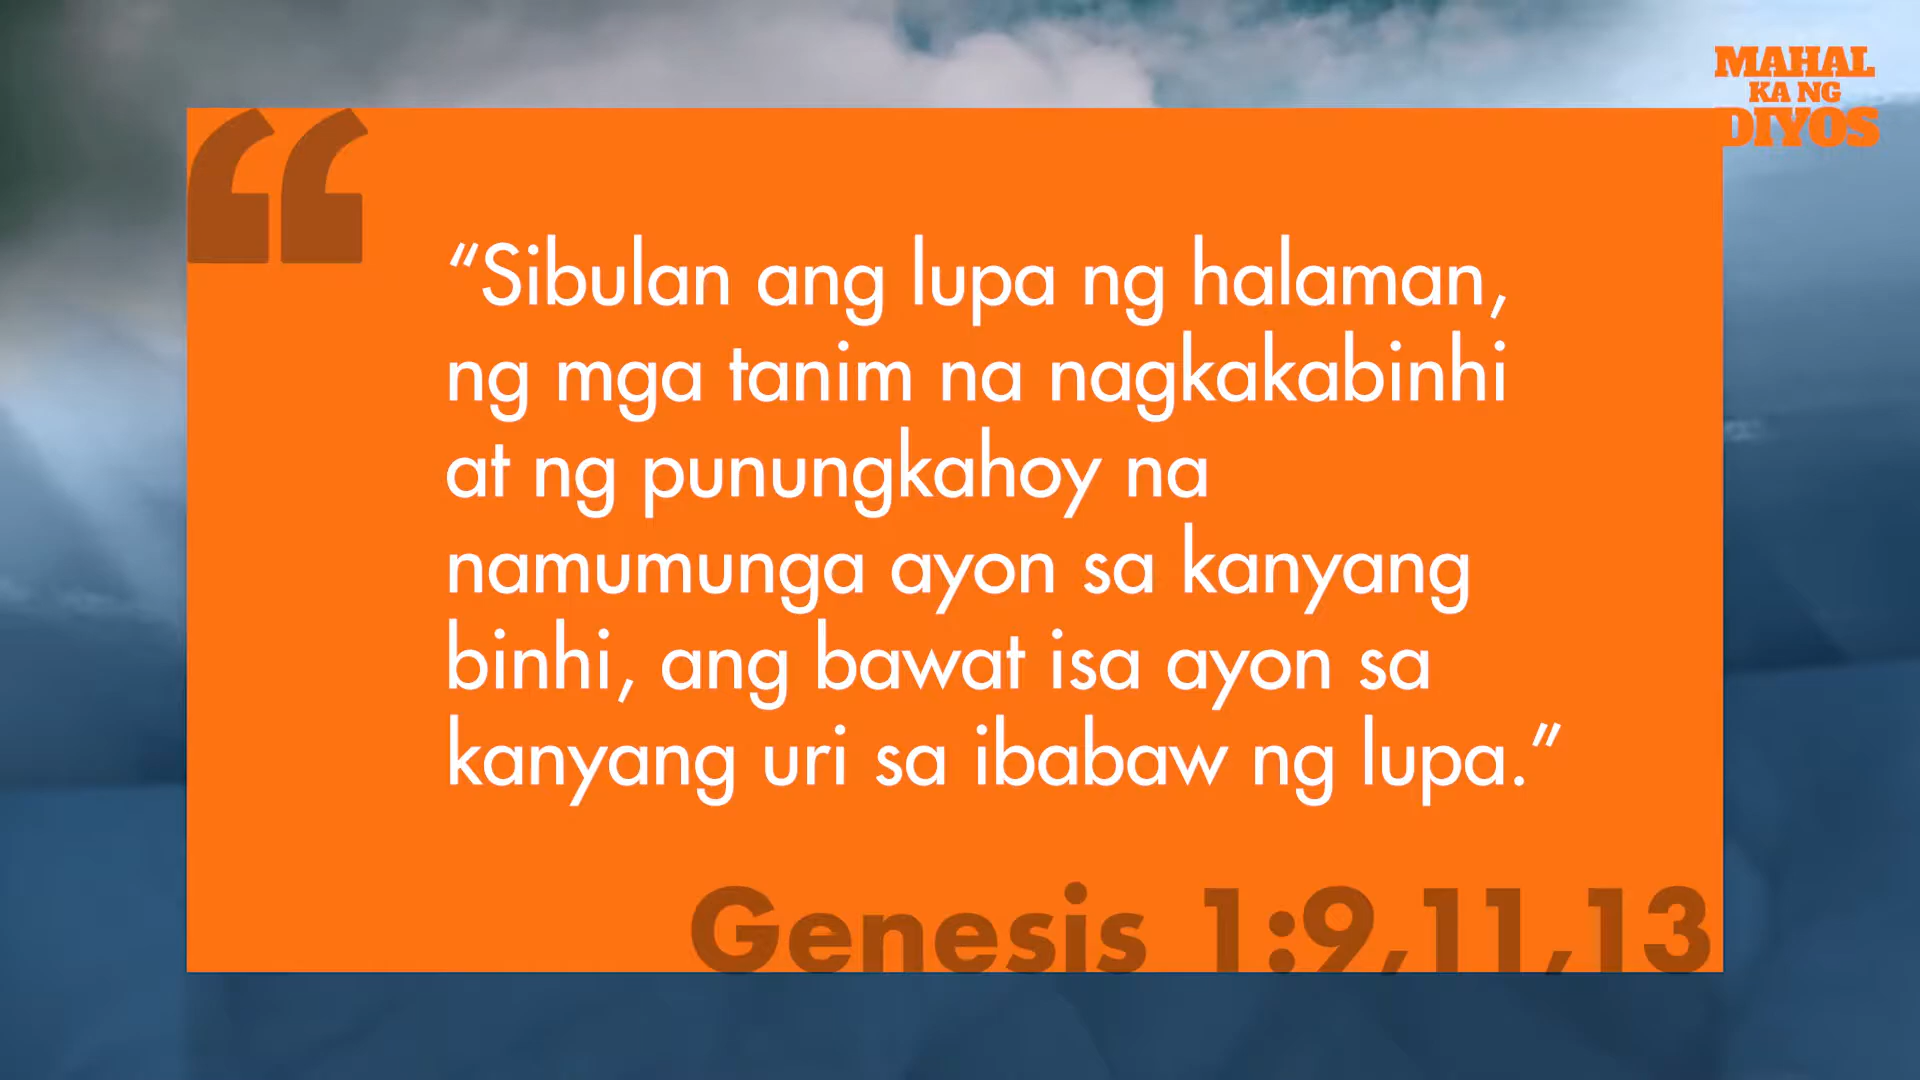 MAHAL
KA NG
DIYOS
“Sibulan ang lupa ng halaman,
ng mga tanim na nagkakabinhi
at ng punungkahoy na
namumunga ayon sa kanyang
binhi, ang bawat isa ayon sa
kanyang uri sa ibabaw ng lupa.”
Genesis 1:9,11,13